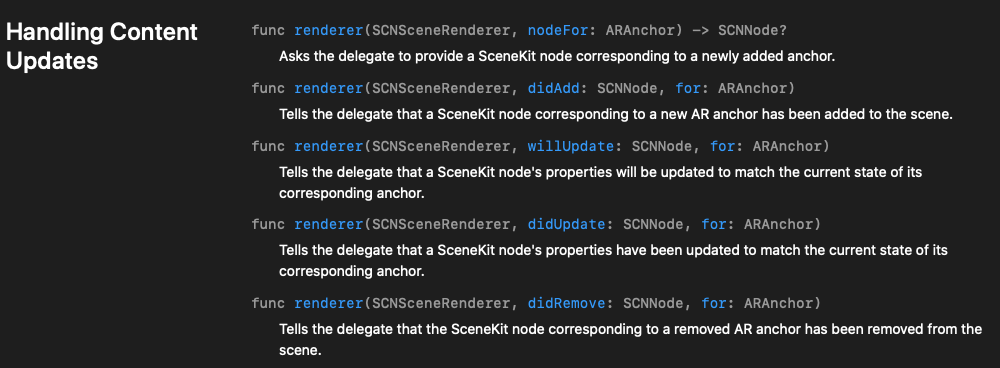 Handling Content
Updates
func renderer(SCNSceneRenderer, nodeFor: ARAnchor) -> SCNNode?
Asks the delegate to provide a SceneKit node corresponding to a newly added anchor.
func renderer(SCNSceneRenderer, didAdd: SCNNode, for: ARAnchor)
Tells the delegate that a SceneKit node corresponding to a new AR anchor has been added to the scene.
func renderer(SCNSceneRenderer, willUpdate: SCNNode, for: ARAnchor)
Tells the delegate that a SceneKit node's properties will be updated to match the current state of its
corresponding anchor.
func renderer(SCNSceneRenderer, didUpdate: SCNNode, for: ARAnchor)
Tells the delegate that a SceneKit node's properties have been updated to match the current state of its
corresponding anchor.
func renderer(SCNSceneRenderer, didRemove: SCNNode, for: ARAnchor)
Tells the delegate that the SceneKit node corresponding to a removed AR anchor has been removed from the
scene.